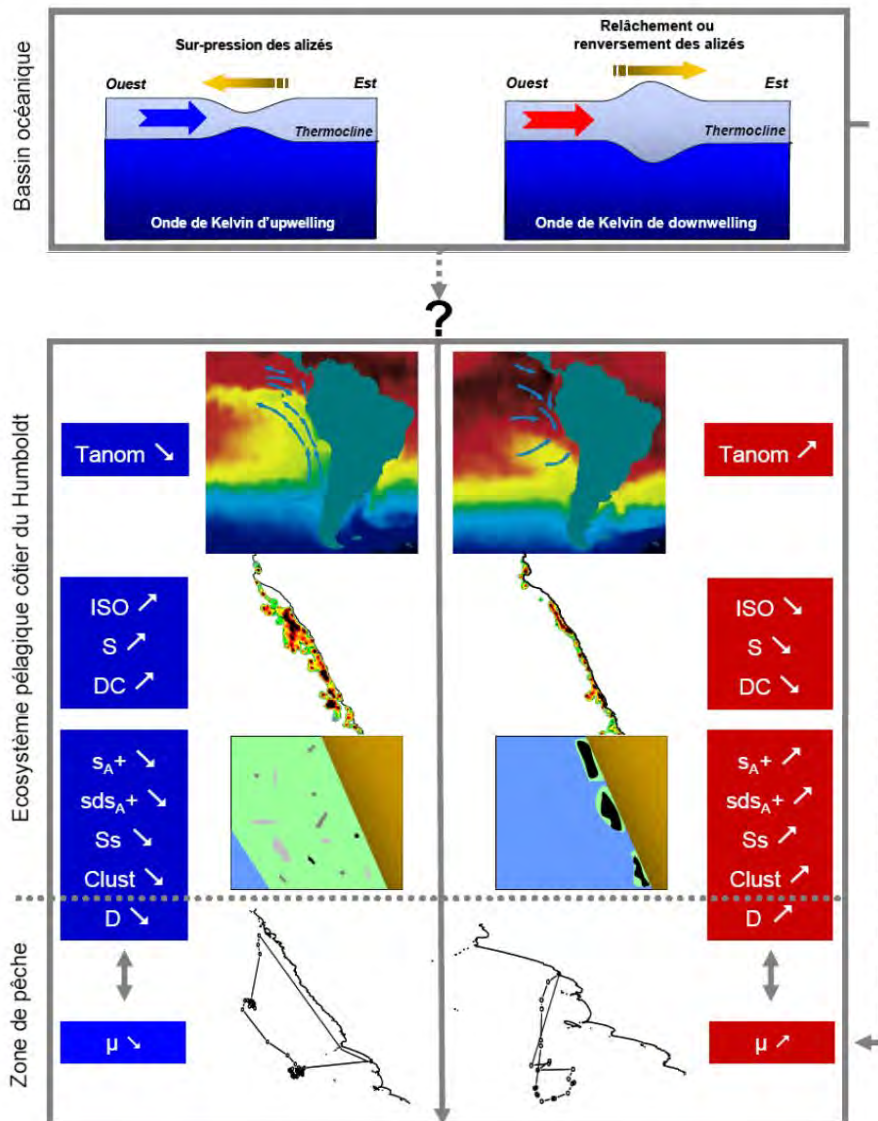 Bassin océanique
Sur-pression des alizés
Ouest
Est
Thermocline
Onde de Kelvin d'upwelling
Relâchement ou
renversement des alizés
Ouest
Est
Thermocline
Onde de Kelvin de downwelling
?
Ecosystème pélagique côtier du Humboldt
Tanom ↘
Tanom ↗
ISO ↗
S ↗
DC ↗
ISO ↘
S ↘
DC ↘
sA+ ↘
sdsA+ ↘
Ss ↘
Clust ↘
D ↘
sA+ ↗
sdsA+ ↗
Ss ↗
Clust ↗
D ↗
Zone de pêche
µ ↘
µ ↗